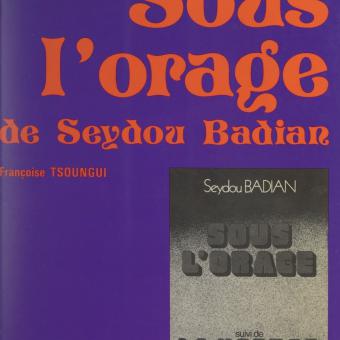 Sous
l'orage
de Seydou Badian
Françoise TSOUNGUI
Seydou BADIAN
SOUS
L'ORAGE
suivi de